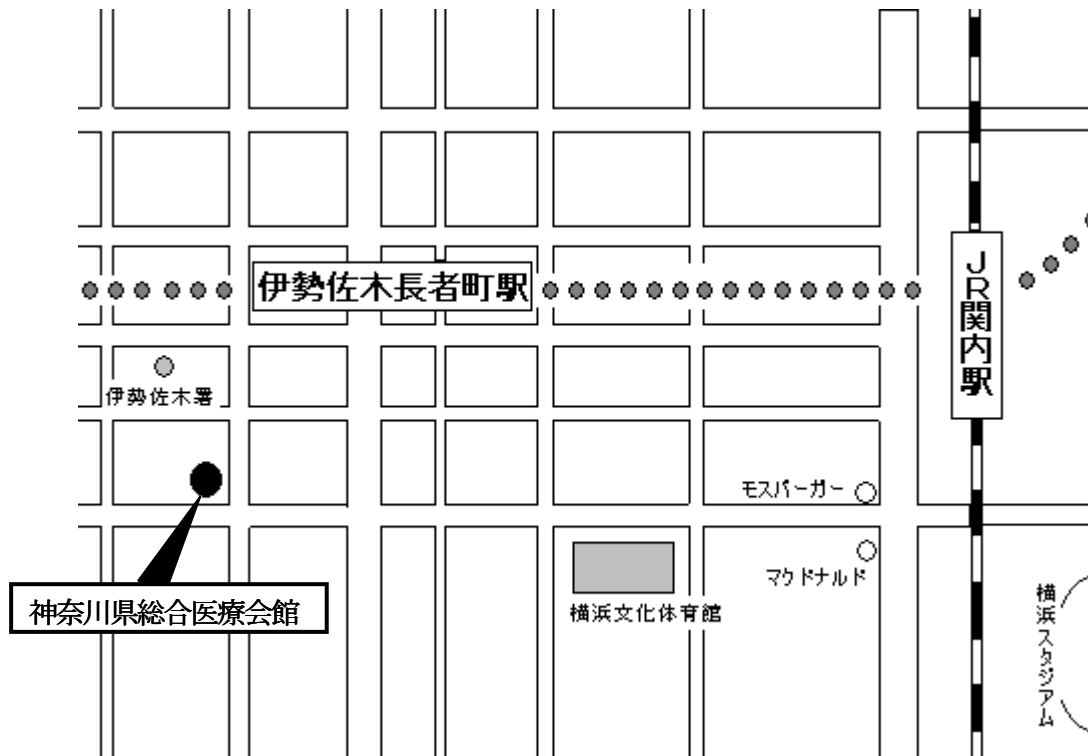 伊勢佐木長者町駅
JR関内駅
伊勢佐木署
モスバーガー
マクドナルド
横浜文化体育館
神奈川県総合医療会館
横浜スタジアム